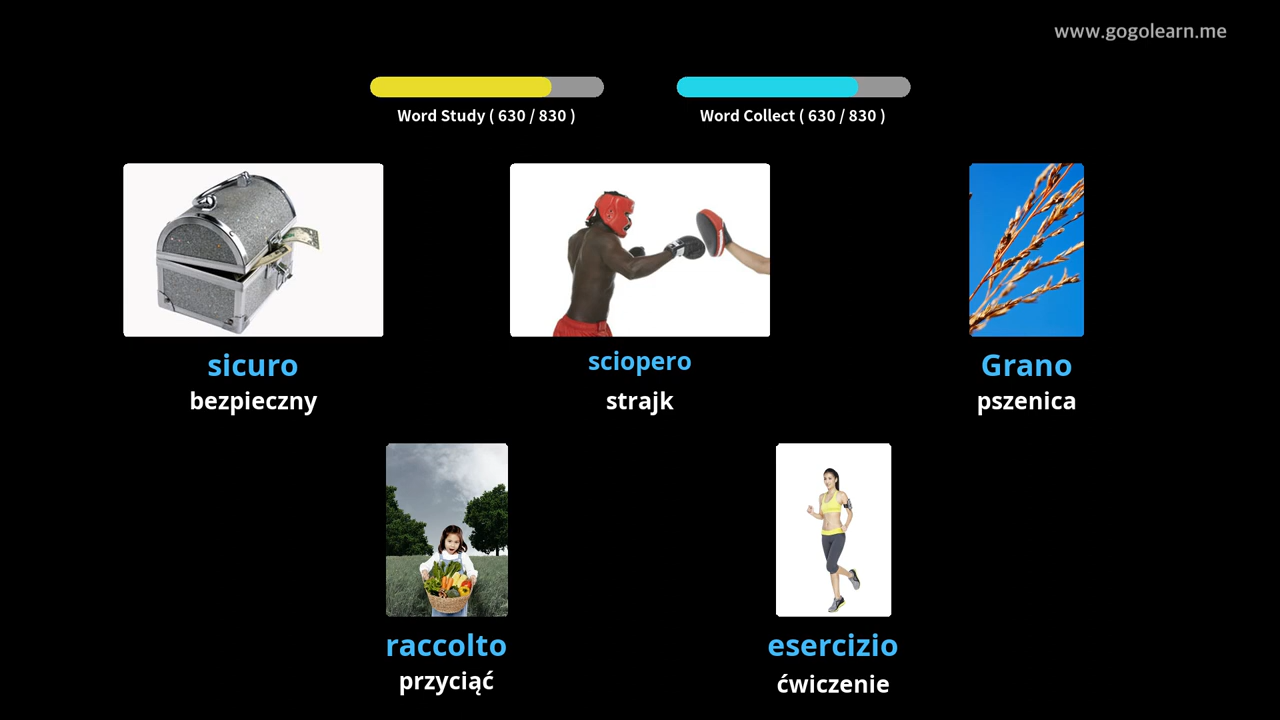 www.gogolearn.me
Word Study ( 630 / 830 )
Word Collect ( 630 / 830 )
sicuro
bezpieczny
sciopero
strajk
Grano
pszenica
raccolto
przyciąć
esercizio
ćwiczenie